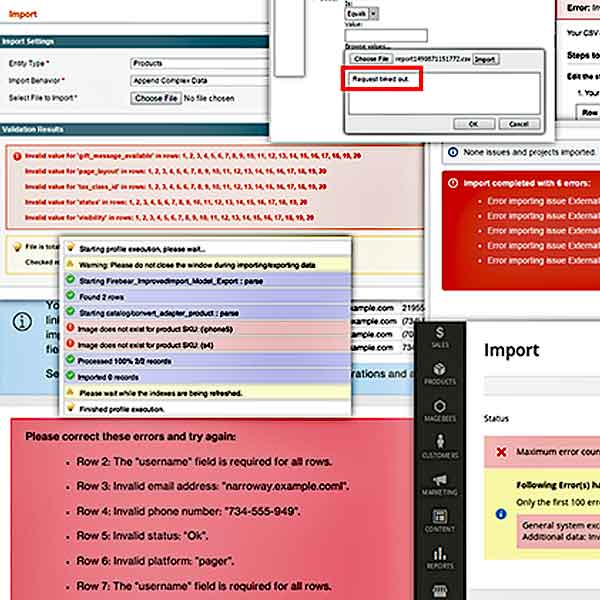 Import
Import Settings
Entity Type * Products
Import Behavior * Append Complex Data
Select File to Import * Choose File No file chosen
Validation Results
Invalid value for 'gift_message_available' in rows: 1, 2, 3, 4, 5, 6, 7, 8, 9, 10, 11, 12, 13, 14, 15, 16, 17, 18, 19, 20
Invalid value for 'page_layout' in rows: 1, 2, 3, 4, 5, 6, 7, 8, 9, 10, 11, 12, 13, 14, 15, 16, 17, 18, 19, 20
Invalid value for 'tax_class_id' in rows: 1, 2, 3, 4, 5, 6, 7, 8, 9, 10, 11, 12, 13, 14, 15, 16, 17, 18, 19, 20
Invalid value for 'status' in rows: 1, 2, 3, 4, 5, 6, 7, 8, 9, 10, 11, 12, 13, 14, 15, 16, 17, 18, 19, 20
Invalid value for 'visibility' in rows: 1, 2, 3, 4, 5, 6, 7, 8, 9, 10, 11, 12, 13, 14, 15, 16, 17, 18, 19, 20
File is tota
Checked r
Is:
Equals
Value:
Browse values...
Choose File report1490871151772.csv Import
Request timed out.
OK Cancel
Error: In
Your CSV
Steps to
Edit the s
1. Your
Row
None issues and projects imported.
Import completed with 6 errors:
Error importing issue External
Error importing issue External
Error importing issue External
Error importing issue External
Error importing issue External
Starting profile execution, please wait...
Warning: Please do not close the window during importing/exporting data
Starting Firebear_ImprovedImport_Model_Export :: parse
Found 2 rows
Starting catalog/convert_adapter_product :: parse
Image does not exist for product SKU: (iphone5)
Image does not exist for product SKU: (s4)
Processed 100% 2/2 records
Imported 0 records
Please wait while the indexes are being refreshed.
Finished profile execution.
Yo
link
im
fiel
Se
example.com 21955
example.com (734)
example.com
example.com (734
rations and a
Please correct these errors and try again:
Row 2: The "username" field is required for all rows.
Row 3: Invalid email address: "narroway.example.coml".
Row 4: Invalid phone number: "734-555-949".
Row 5: Invalid status: "Ok".
Row 6: Invalid platform: "pager".
Row 7: The "username" field is required for all rows.
$
SALES
PRODUCTS
MAGEBEES
CUSTOMERS
MARKETING
CONTENT
REPORTS
Import
Status
Maximum error coun
Following Error(s) ha
Only the first 100 erro
General system exc
Additional data: Inv